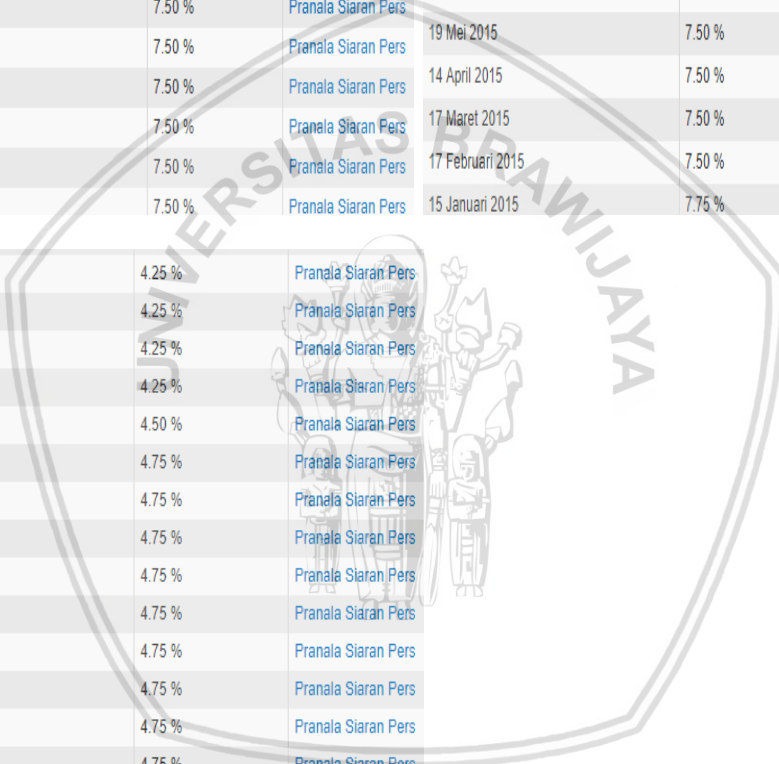 7.50 % Pranala Siaran Pers
7.50 % Pranala Siaran Pers
7.50 % Pranala Siaran Pers
7.50 % Pranala Siaran Pers
7.50 % Pranala Siaran Pers
7.50 % Pranala Siaran Pers
19 Mei 2015 7.50 %
14 April 2015 7.50 %
17 Maret 2015 7.50 %
17 Februari 2015 7.50 %
15 Januari 2015 7.75 %
4.25 % Pranala Siaran Pers
4.25 % Pranala Siaran Pers
4.25 % Pranala Siaran Pers
4.25 % Pranala Siaran Pers
4.50 % Pranala Siaran Pers
4.75 % Pranala Siaran Pers
4.75 % Pranala Siaran Pers
4.75 % Pranala Siaran Pers
4.75 % Pranala Siaran Pers
4.75 % Pranala Siaran Pers
4.75 % Pranala Siaran Pers
4.75 % Pranala Siaran Pers
4.75 % Pranala Siaran Pers
4.75 % Pranala Siaran Pers
UNIVERSITAS BRAWIJAYA